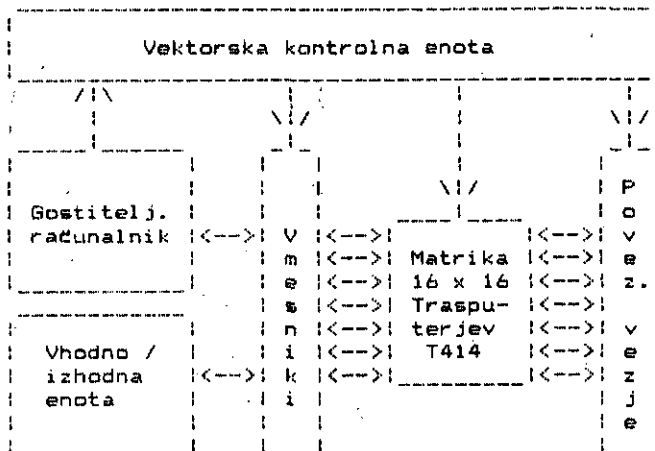 Vektorska kontrolna enota
Gostitelj.
računalnik
Vhodno /
izhodna
enota
Vmesniki
Matrika
16 x 16
Traspu-
terjev
T414
Povez. vezje